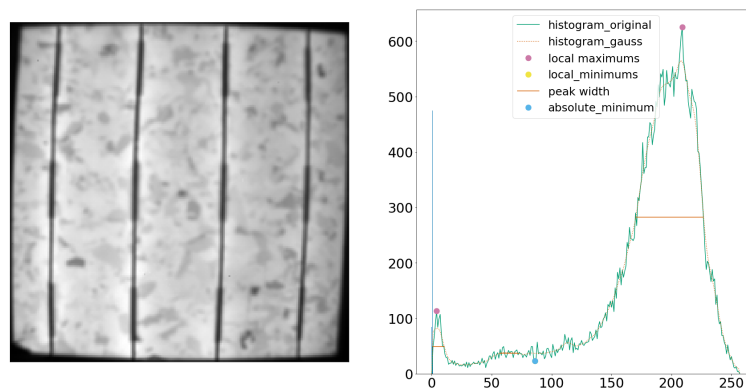 histogram_original
histogram_gauss
local maximums
local_minimums
peak width
absolute_minimum
600
500
400
300
200
100
0
0 50 100 150 200 250